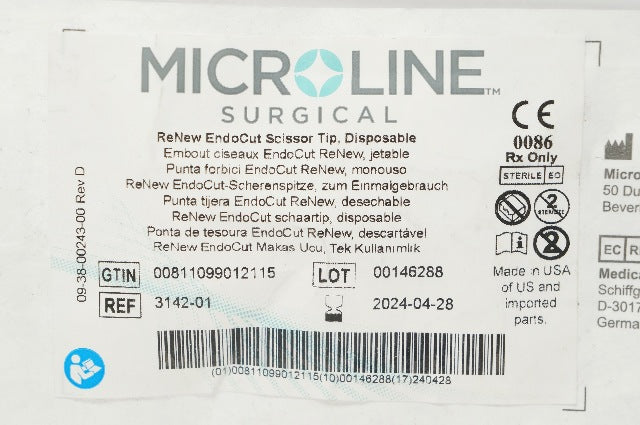 MICROLINE™
SURGICAL
ReNew EndoCut Scissor Tip, Disposable
Embout ciseaux EndoCut ReNew, jetable
Punta forbici EndoCut ReNew, monouso
ReNew EndoCut-Scherenspitze, zum Einmalgebrauch
Punta tijera EndoCut ReNew, desechable
ReNew EndoCut schaartip, disposable
Ponta de tesoura EndoCut ReNew, descartável
ReNew EndoCut Makas Ucu, Tek Kullanımlık
09-38-00243-00 Rev D
GTIN 00811099012115
LOT 00146288
REF 3142-01
2024-04-28
(01)00811099012115(10)00146288(17)240428
CE
0086
Rx Only
STERILE EO
2
STERILIZE
i
2
Made in USA
of US and
imported
parts.
Micro
50 Du
Bever
EC R
Medica
Schiffg
D-3017
Germa